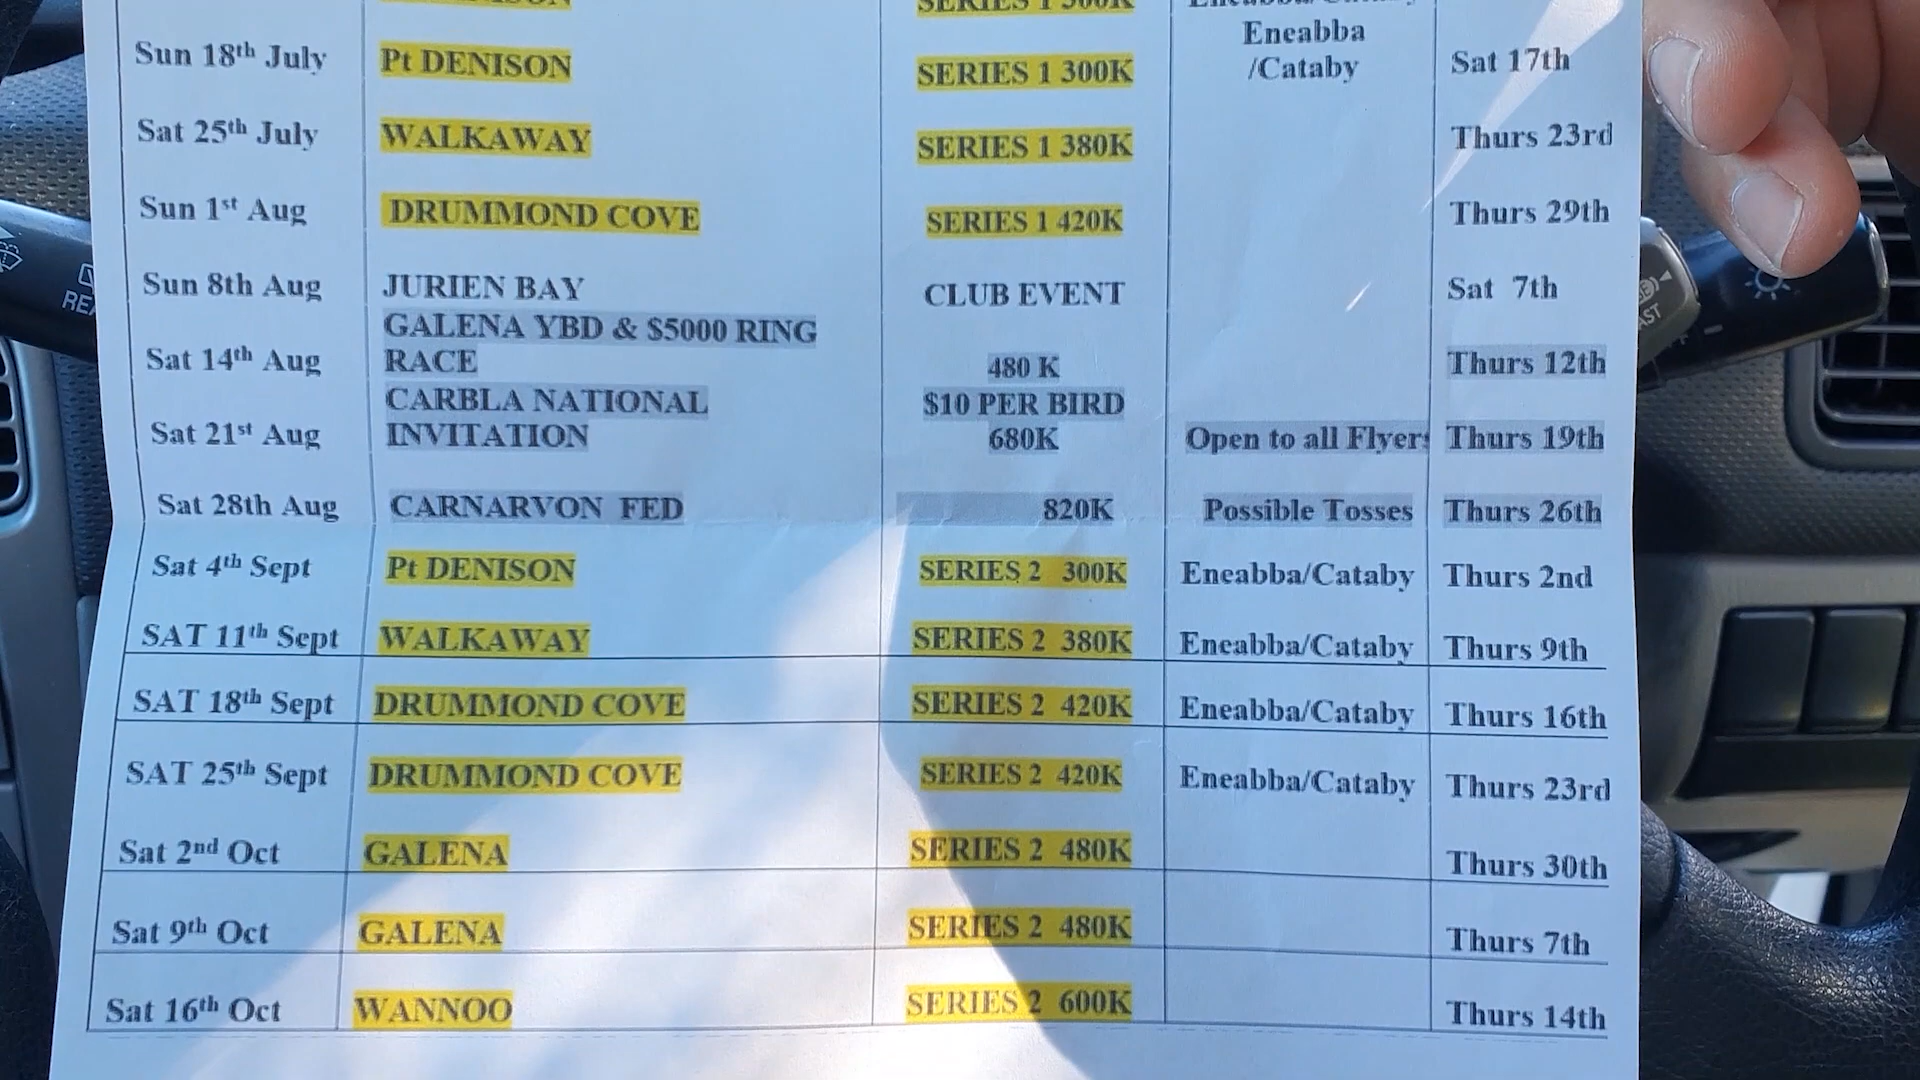 SERIES 1 300K
Eneabba
Sun 18th July Pt DENISON SERIES 1 300K /Cataby Sat 17th
Sat 25th July WALKAWAY SERIES 1 380K Thurs 23rd
Sun 1st Aug DRUMMOND COVE SERIES 1 420K Thurs 29th
Sun 8th Aug JURIEN BAY CLUB EVENT Sat 7th
GALENA YBD & $5000 RING
Sat 14th Aug RACE 480 K Thurs 12th
CARBLA NATIONAL $10 PER BIRD
Sat 21st Aug INVITATION 680K Open to all Flyers Thurs 19th
Sat 28th Aug CARNARVON FED 820K Possible Tosses Thurs 26th
Sat 4th Sept Pt DENISON SERIES 2 300K Eneabba/Cataby Thurs 2nd
SAT 11th Sept WALKAWAY SERIES 2 380K Eneabba/Cataby Thurs 9th
SAT 18th Sept DRUMMOND COVE SERIES 2 420K Eneabba/Cataby Thurs 16th
SAT 25th Sept DRUMMOND COVE SERIES 2 420K Eneabba/Cataby Thurs 23rd
Sat 2nd Oct GALENA SERIES 2 480K Thurs 30th
Sat 9th Oct GALENA SERIES 2 480K Thurs 7th
Sat 16th Oct WANNOO SERIES 2 600K Thurs 14th